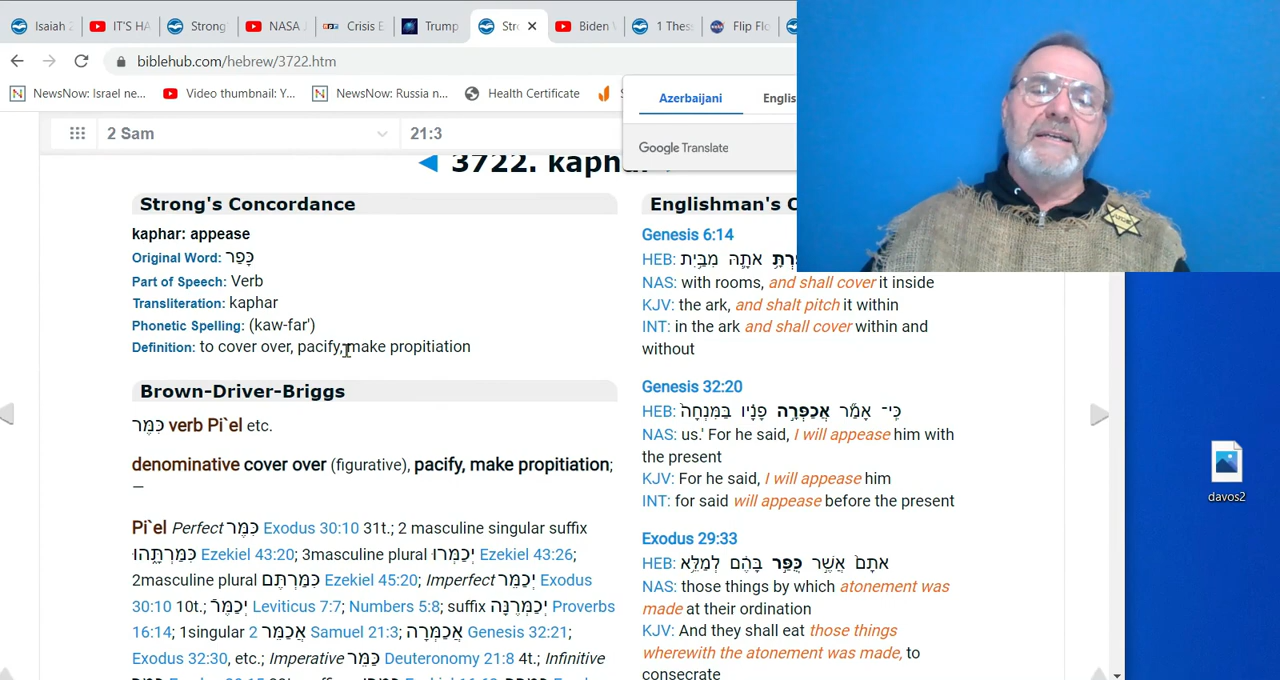 Isaiah 2
IT'S HA
Strong
NASA
Crisis E
Trump
Str
Biden
1 Thes
Flip Flo
biblehub.com/hebrew/3722.htm
NewsNow: Israel ne...
Video thumbnail: Y...
NewsNow: Russia n...
Health Certificate
Azerbaijani
Englis
Google Translate
2 Sam
21:3
3722. kapha
Strong's Concordance
kaphar: appease
Original Word: כָּפַר
Part of Speech: Verb
Transliteration: kaphar
Phonetic Spelling: (kaw-far')
Definition: to cover over, pacify, make propitiation
Brown-Driver-Briggs
כִּמֶּר verb Pi`el etc.
denominative cover over (figurative), pacify, make propitiation;
—
Pi`el Perfect כִּמֶּר Exodus 30:10 31t.; 2 masculine singular suffix
כִּמַּרְתָּ֫הוּ Ezekiel 43:20; 3masculine plural יְכַמְּרוּ Ezekiel 43:26;
2masculine plural כִּמַּרְתֶּם Ezekiel 45:20; Imperfect יְכַמֵּר Exodus
30:10 10t.; יְכַמֶּר Leviticus 7:7; Numbers 5:8; suffix יְכַמְּרֶנָּה Proverbs
16:14; 1singular אֲכַמֵּר 2 Samuel 21:3; אֲכַמְּרָה Genesis 32:21;
Exodus 32:30, etc.; Imperative כַּמֵּר Deuteronomy 21:8 4t.; Infinitive
Englishman's C
Genesis 6:14
HEB: אֹתָהּ מִבַּ֥יִת
NAS: with rooms, and shall cover it inside
KJV: the ark, and shalt pitch it within
INT: in the ark and shall cover within and
without
Genesis 32:20
HEB: כִּֽי־ אָמַ֞ר אֲכַפְּרָ֣ה פָנָ֗יו בַּמִּנְחָה֙
NAS: us.' For he said, I will appease him with
the present
KJV: For he said, I will appease him
INT: for said will appease before the present
Exodus 29:33
HEB: אֹתָם֙ אֲשֶׁ֣ר כֻּפַּ֣ר בָּהֶ֔ם לְמַלֵּ֥א
NAS: those things by which atonement was
made at their ordination
KJV: And they shall eat those things
wherewith the atonement was made, to
consecrate
davos2